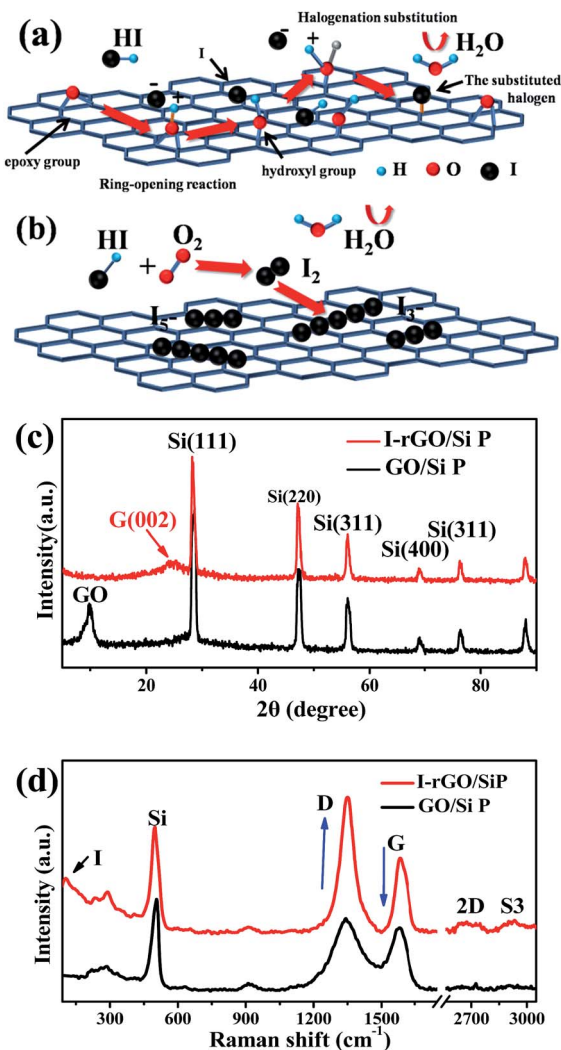 (a)
HI
Halogenation substitution
H2O
I
-
+
-
+
The substituted
halogen
epoxy group
hydroxyl group
Ring-opening reaction
H
O
I
(b)
HI
+
O2
I2
H2O
I5-
I3-
(c)
Si(111)
I-rGO/Si P
GO/Si P
Si(220)
Si(311)
Si(311)
G(002)
Si(400)
GO
Intensity(a.u.)
20
40
60
80
2θ (degree)
(d)
I-rGO/SiP
GO/Si P
D
Si
G
I
2D
S3
Intensity (a.u.)
300
600
900
1200
1500
2700
3000
Raman shift (cm-1)